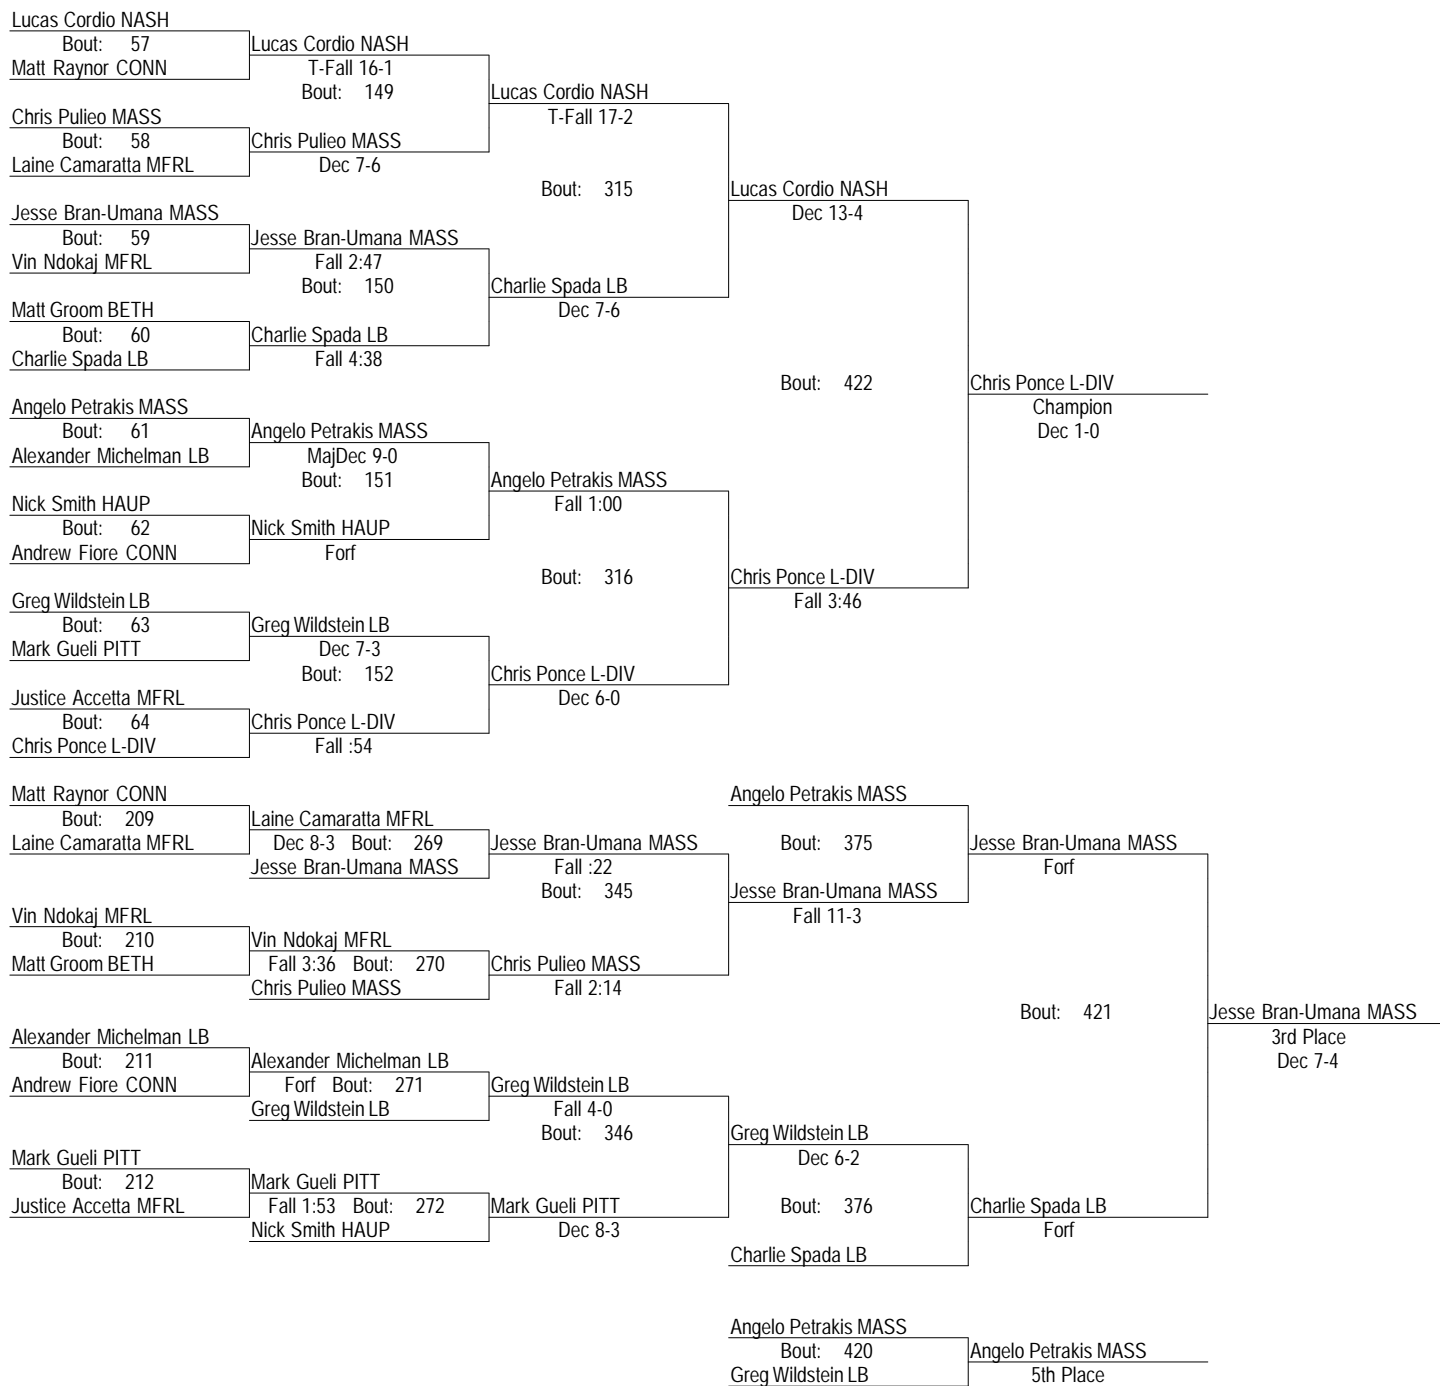 Lucas Cordio NASH
Bout: 57
Lucas Cordio NASH
Matt Raynor CONN
T-Fall 16-1
Bout: 149
Lucas Cordio NASH
Chris Pulieo MASS
T-Fall 17-2
Bout: 58
Chris Pulieo MASS
Laine Camaratta MFRL
Dec 7-6
Bout: 315
Lucas Cordio NASH
Jesse Bran-Umana MASS
Dec 13-4
Bout: 59
Jesse Bran-Umana MASS
Vin Ndokaj MFRL
Fall 2:47
Bout: 150
Charlie Spada LB
Matt Groom BETH
Dec 7-6
Bout: 60
Charlie Spada LB
Charlie Spada LB
Fall 4:38
Bout: 422
Chris Ponce L-DIV
Angelo Petrakis MASS
Champion
Bout: 61
Angelo Petrakis MASS
Dec 1-0
Alexander Michelman LB
MajDec 9-0
Bout: 151
Angelo Petrakis MASS
Nick Smith HAUP
Fall 1:00
Bout: 62
Nick Smith HAUP
Andrew Fiore CONN
Forf
Bout: 316
Chris Ponce L-DIV
Greg Wildstein LB
Fall 3:46
Bout: 63
Greg Wildstein LB
Mark Gueli PITT
Dec 7-3
Bout: 152
Chris Ponce L-DIV
Justice Accetta MFRL
Dec 6-0
Bout: 64
Chris Ponce L-DIV
Chris Ponce L-DIV
Fall :54
Matt Raynor CONN
Angelo Petrakis MASS
Bout: 209
Laine Camaratta MFRL
Laine Camaratta MFRL
Dec 8-3 Bout: 269
Jesse Bran-Umana MASS
Bout: 375
Jesse Bran-Umana MASS
Jesse Bran-Umana MASS
Fall :22
Forf
Bout: 345
Jesse Bran-Umana MASS
Vin Ndokaj MFRL
Fall 11-3
Bout: 210
Vin Ndokaj MFRL
Matt Groom BETH
Fall 3:36 Bout: 270
Chris Pulieo MASS
Chris Pulieo MASS
Fall 2:14
Bout: 421
Jesse Bran-Umana MASS
Alexander Michelman LB
3rd Place
Bout: 211
Alexander Michelman LB
Dec 7-4
Andrew Fiore CONN
Forf Bout: 271
Greg Wildstein LB
Greg Wildstein LB
Fall 4-0
Bout: 346
Greg Wildstein LB
Mark Gueli PITT
Dec 6-2
Bout: 212
Mark Gueli PITT
Justice Accetta MFRL
Fall 1:53 Bout: 272
Mark Gueli PITT
Bout: 376
Charlie Spada LB
Nick Smith HAUP
Dec 8-3
Forf
Charlie Spada LB
Angelo Petrakis MASS
Bout: 420
Angelo Petrakis MASS
Greg Wildstein LB
5th Place